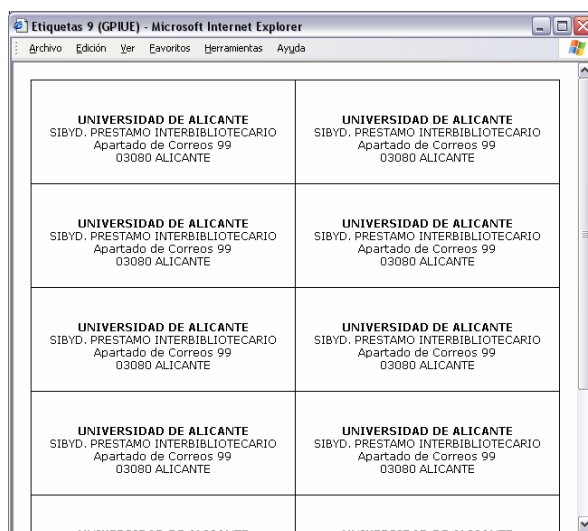 Etiquetas 9 (GPIUE) - Microsoft Internet Explorer
Archivo Edición Ver Favoritos Herramientas Ayuda
UNIVERSIDAD DE ALICANTE
SIBYD. PRESTAMO INTERBIBLIOTECARIO
Apartado de Correos 99
03080 ALICANTE
UNIVERSIDAD DE ALICANTE
SIBYD. PRESTAMO INTERBIBLIOTECARIO
Apartado de Correos 99
03080 ALICANTE
UNIVERSIDAD DE ALICANTE
SIBYD. PRESTAMO INTERBIBLIOTECARIO
Apartado de Correos 99
03080 ALICANTE
UNIVERSIDAD DE ALICANTE
SIBYD. PRESTAMO INTERBIBLIOTECARIO
Apartado de Correos 99
03080 ALICANTE
UNIVERSIDAD DE ALICANTE
SIBYD. PRESTAMO INTERBIBLIOTECARIO
Apartado de Correos 99
03080 ALICANTE
UNIVERSIDAD DE ALICANTE
SIBYD. PRESTAMO INTERBIBLIOTECARIO
Apartado de Correos 99
03080 ALICANTE
UNIVERSIDAD DE ALICANTE
SIBYD. PRESTAMO INTERBIBLIOTECARIO
Apartado de Correos 99
03080 ALICANTE
UNIVERSIDAD DE ALICANTE
SIBYD. PRESTAMO INTERBIBLIOTECARIO
Apartado de Correos 99
03080 ALICANTE